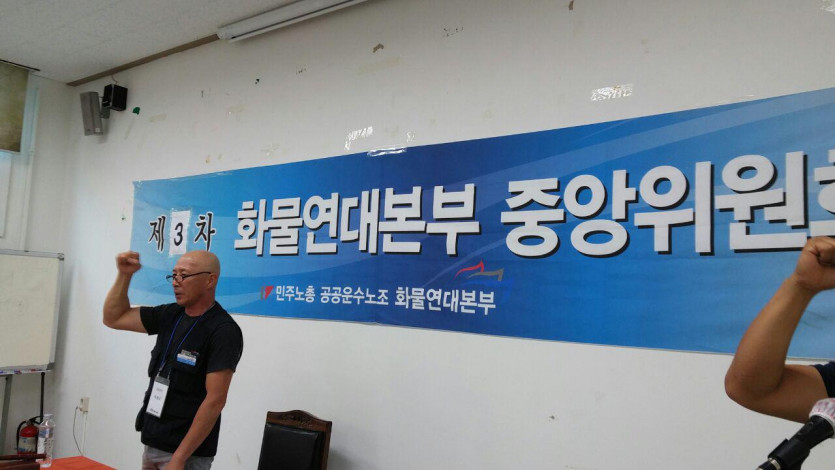 제 3 차 화물연대본부 중앙위원회
민주노총 공공운수노조 화물연대본부